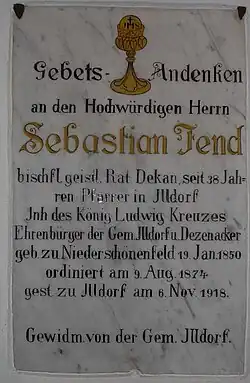 IHS
Gebets- Andenken
an den Hochwürdigen Herrn
Sebastian Fend
bischfl. geistl. Rat Dekan, seit 38 Jah-
ren Pfarrer in Illdorf
Inh des König Ludwig Kreuzes
Ehrenbürger der Gem. Illdorf u. Dezenacker
geb. zu Niederschönenfeld 19. Jan. 1850
ordiniert am 9. Aug. 1874
gest zu Illdorf am 6. Nov. 1918.
Gewidm. von der Gem. Illdorf.